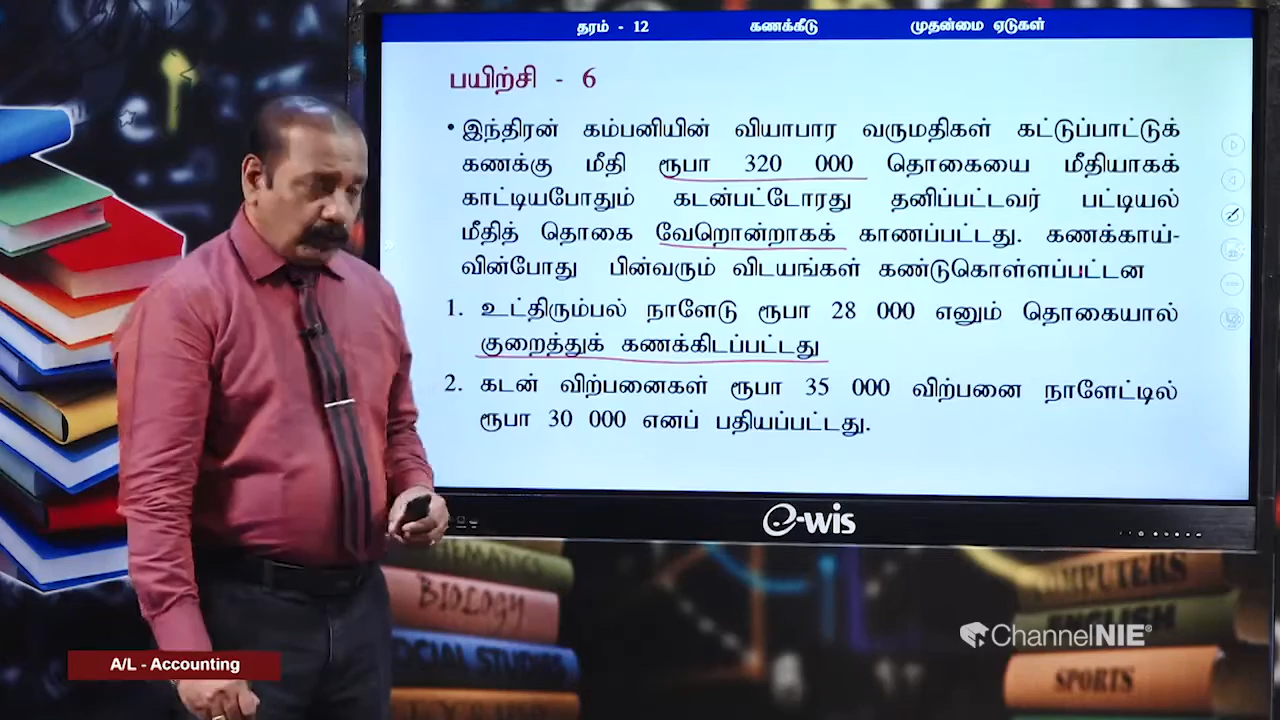 தரம் - 12 கணக்கீடு முதன்மை ஏடுகள்
பயிற்சி - 6
• இந்திரன் கம்பனியின் வியாபார வருமதிகள் கட்டுப்பாட்டுக்
கணக்கு மீதி ரூபா 320 000 தொகையை மீதியாகக்
காட்டியபோதும் கடன்பட்டோரது தனிப்பட்டவர் பட்டியல்
மீதித் தொகை வேறொன்றாகக் காணப்பட்டது. கணக்காய்-
வின்போது பின்வரும் விடயங்கள் கண்டுகொள்ளப்பட்டன
1. உட்திரும்பல் நாளேடு ரூபா 28 000 எனும் தொகையால்
குறைத்துக் கணக்கிடப்பட்டது
2. கடன் விற்பனைகள் ரூபா 35 000 விற்பனை நாளேட்டில்
ரூபா 30 000 எனப் பதியப்பட்டது.
e-wis
MATHEMATICS
BIOLOGY
SOCIAL STUDIES
COMPUTERS
ENGLISH
SPORTS
ChannelNIE
A/L - Accounting